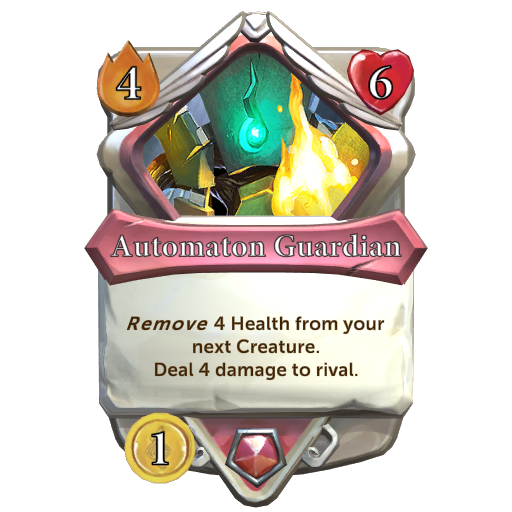 4
6
Automaton Guardian
Remove 4 Health from your
next Creature.
Deal 4 damage to rival.
1